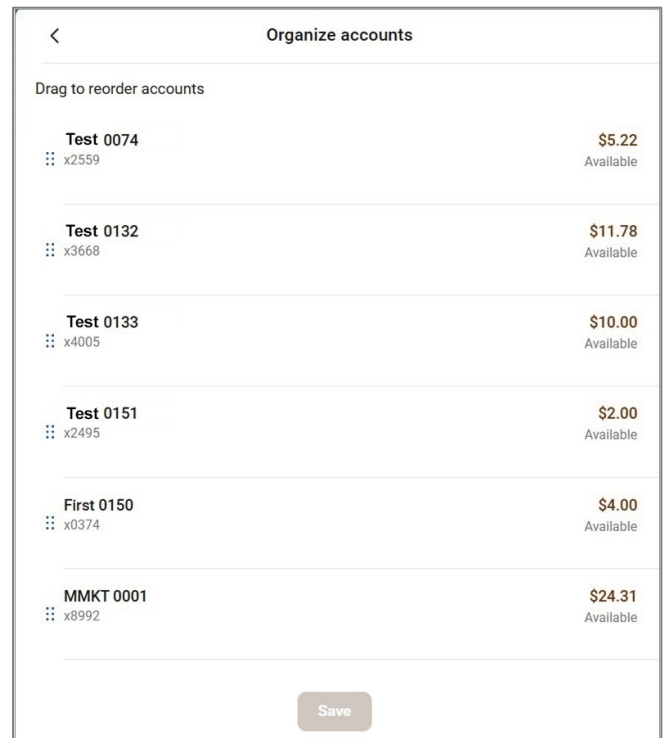 Organize accounts
Drag to reorder accounts
Test 0074
$5.22
x2559
Available
Test 0132
$11.78
x3668
Available
Test 0133
$10.00
x4005
Available
Test 0151
$2.00
x2495
Available
First 0150
$4.00
x0374
Available
MMKT 0001
$24.31
x8992
Available
Save